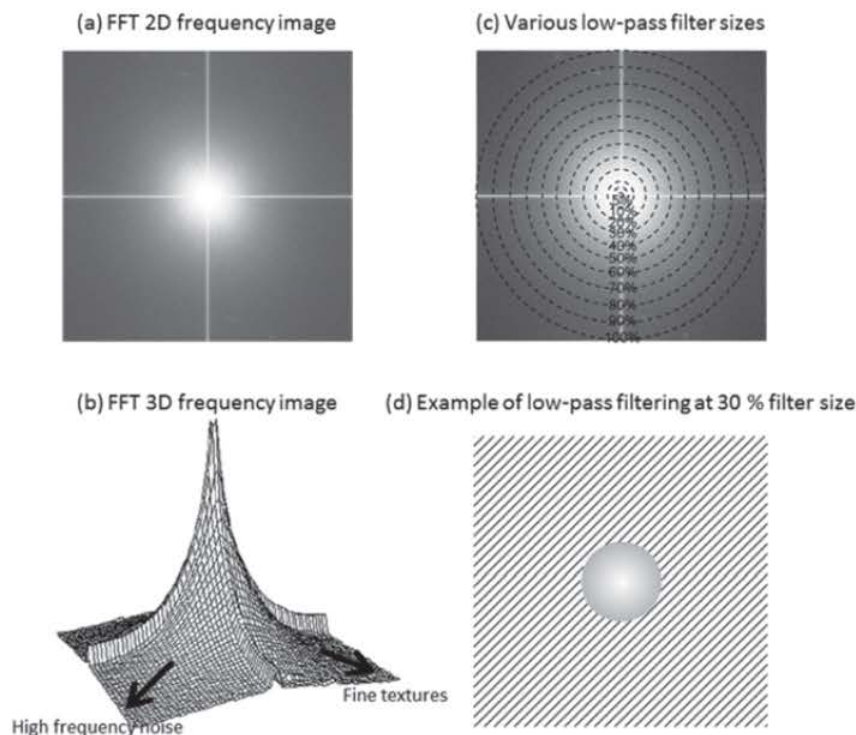 (a) FFT 2D frequency image
(c) Various low-pass filter sizes
5%
10%
30%
40%
50%
60%
70%
80%
90%
100%
(b) FFT 3D frequency image
(d) Example of low-pass filtering at 30 % filter size
Fine textures
High frequency noise